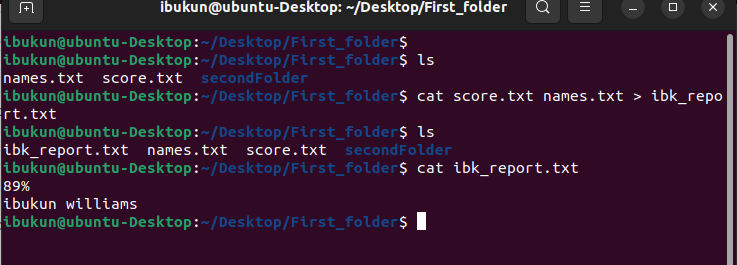 ibukun@ubuntu-Desktop: ~/Desktop/First_folder
ibukun@ubuntu-Desktop:~/Desktop/First_folder$
ibukun@ubuntu-Desktop:~/Desktop/First_folder$ ls
names.txt  score.txt  secondFolder
ibukun@ubuntu-Desktop:~/Desktop/First_folder$ cat score.txt names.txt > ibk_repo
rt.txt
ibukun@ubuntu-Desktop:~/Desktop/First_folder$ ls
ibk_report.txt  names.txt  score.txt  secondFolder
ibukun@ubuntu-Desktop:~/Desktop/First_folder$ cat ibk_report.txt
89%
ibukun williams
ibukun@ubuntu-Desktop:~/Desktop/First_folder$